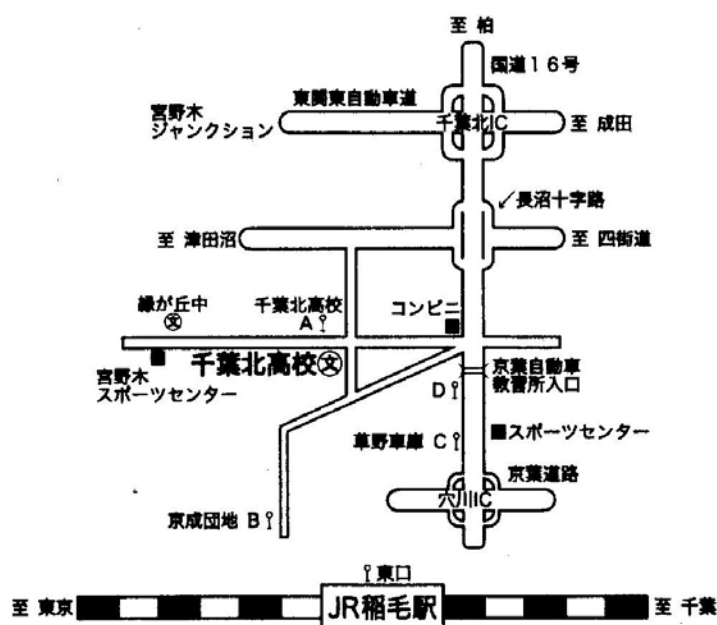 至 柏
国道１６号
東関東自動車道
宮野木
ジャンクション
千葉北IC
至 成田
長沼十字路
至 津田沼
至 四街道
緑が丘中
文
千葉北高校
A
コンビニ
千葉北高校文
宮野木
スポーツセンター
京葉自動車
教習所入口
D
草野車庫 C
スポーツセンター
京葉道路
穴川IC
京成団地 B
東口
至 東京
JR稲毛駅
至 千葉